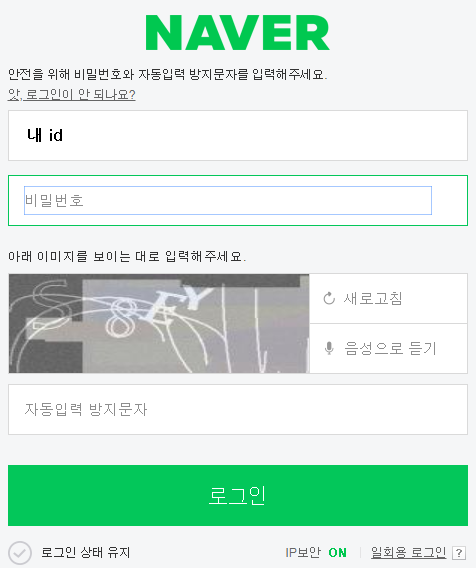 NAVER
안전을 위해 비밀번호와 자동입력 방지문자를 입력해주세요.
앗, 로그인이 안 되나요?
내 id
비밀번호
아래 이미지를 보이는 대로 입력해주세요.
새로고침
음성으로 듣기
자동입력 방지문자
로그인
로그인 상태 유지 IP보안 ON 일회용 로그인 ?